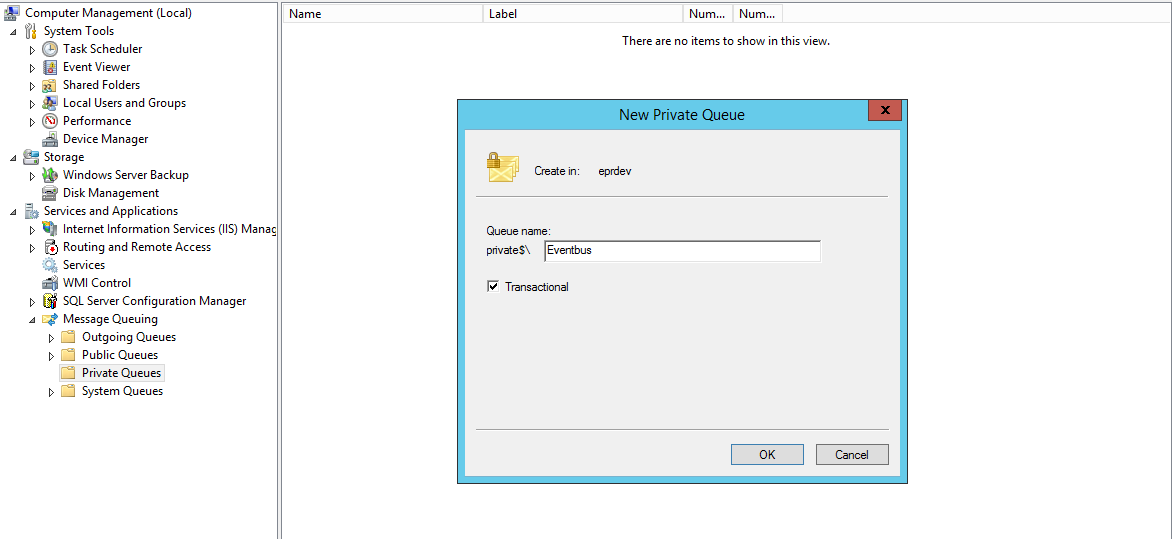 Computer Management (Local)
System Tools
Task Scheduler
Event Viewer
Shared Folders
Local Users and Groups
Performance
Device Manager
Storage
Windows Server Backup
Disk Management
Services and Applications
Internet Information Services (IIS) Manag
Routing and Remote Access
Services
WMI Control
SQL Server Configuration Manager
Message Queuing
Outgoing Queues
Public Queues
Private Queues
System Queues
Name Label Num... Num...
There are no items to show in this view.
New Private Queue
x
Create in: eprdev
Queue name:
private$\ Eventbus
Transactional
OK Cancel